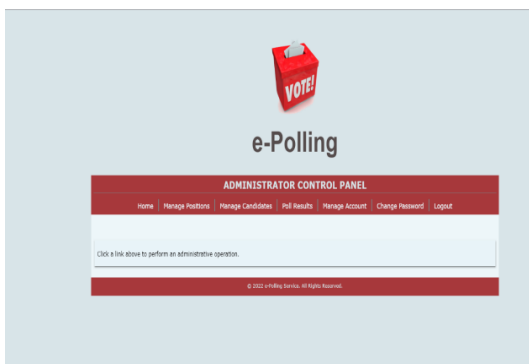 VOTE!
e-Polling
ADMINISTRATOR CONTROL PANEL
Home Manage Positions Manage Candidates Poll Results Manage Account Change Password Logout
Click a link above to perform an administrative operation.
© 2022 e-Polling Service. All Rights Reserved.